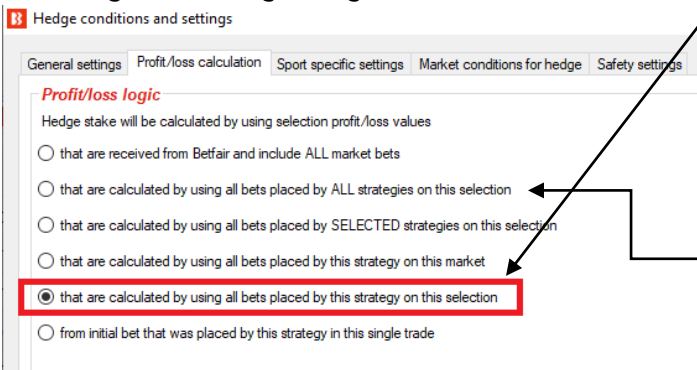 Hedge conditions and settings
General settings
Profit/loss calculation
Sport specific settings
Market conditions for hedge
Safety settings
Profit/loss logic
Hedge stake will be calculated by using selection profit/loss values
that are received from Betfair and include ALL market bets
that are calculated by using all bets placed by ALL strategies on this selection
that are calculated by using all bets placed by SELECTED strategies on this selection
that are calculated by using all bets placed by this strategy on this market
that are calculated by using all bets placed by this strategy on this selection
from initial bet that was placed by this strategy in this single trade